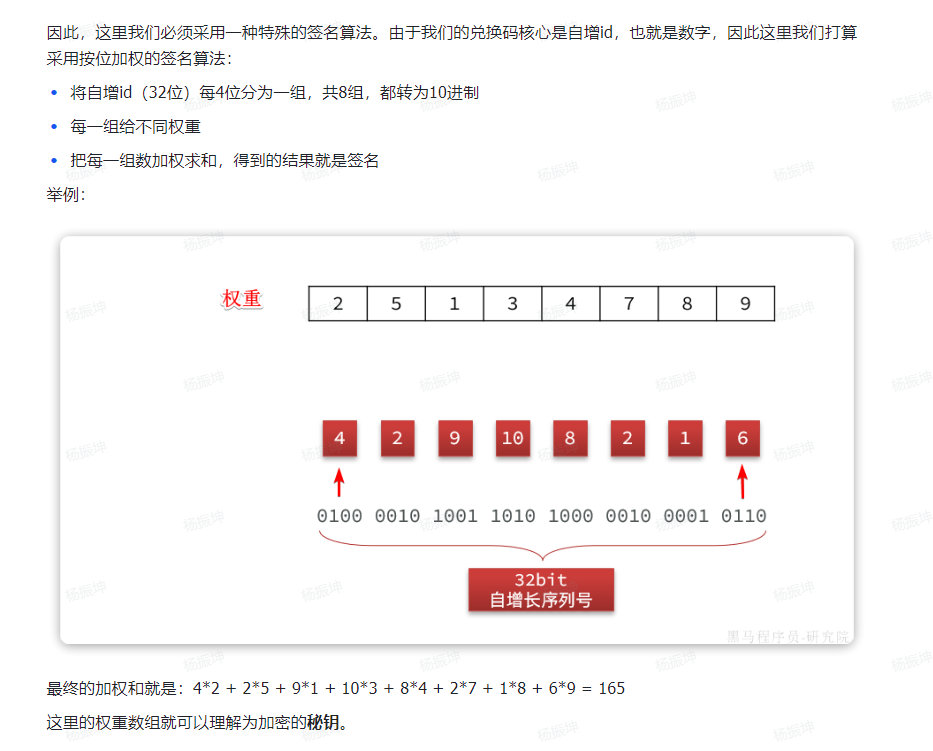 因此，这里我们必须采用一种特殊的签名算法。由于我们的兑换码核心是自增id，也就是数字，因此这里我们打算
采用按位加权的签名算法：
• 将自增id（32位）每4位分为一组，共8组，都转为10进制
• 每一组给不同权重
• 把每一组数加权求和，得到的结果就是签名
举例：
权重 2 5 1 3 4 7 8 9
4 2 9 10 8 2 1 6
0100 0010 1001 1010 1000 0010 0001 0110
32bit
自增长序列号
黑马程序员-研究院
最终的加权和就是：4*2 + 2*5 + 9*1 + 10*3 + 8*4 + 2*7 + 1*8 + 6*9 = 165
这里的权重数组就可以理解为加密的秘钥。
杨振坤